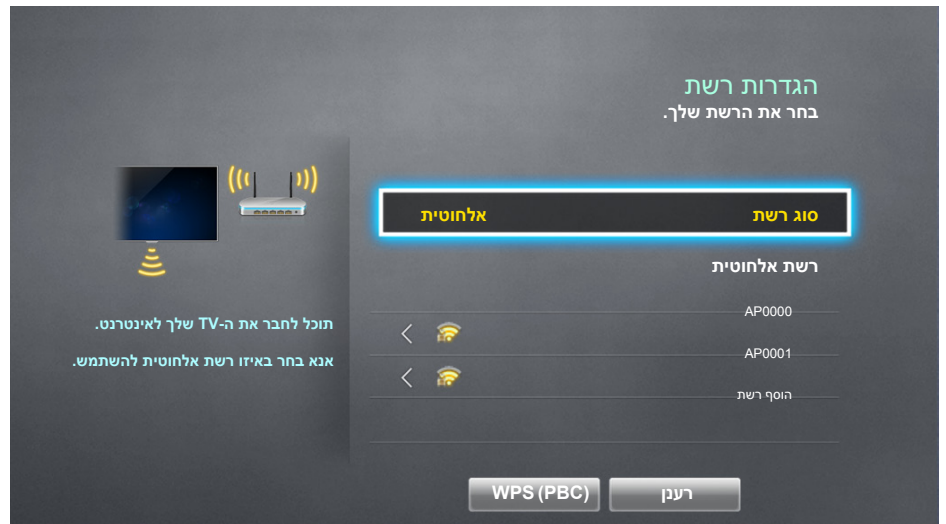 הגדרות רשת
בחר את הרשת שלך.
סוג רשת אלחוטית
רשת אלחוטית
AP0000
AP0001
הוסף רשת
תוכל לחבר את ה-TV שלך לאינטרנט.
אנא בחר באיזו רשת אלחוטית להשתמש.
רענן WPS (PBC)